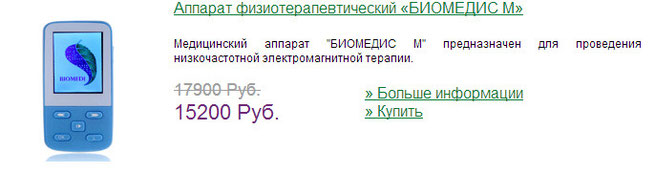 Аппарат физиотерапевтический «БИОМЕДИС М»
Медицинский аппарат "БИОМЕДИС М" предназначен для проведения
низкочастотной электромагнитной терапии.
17900 Руб.
15200 Руб.
» Больше информации
» Купить
BIOMEDI